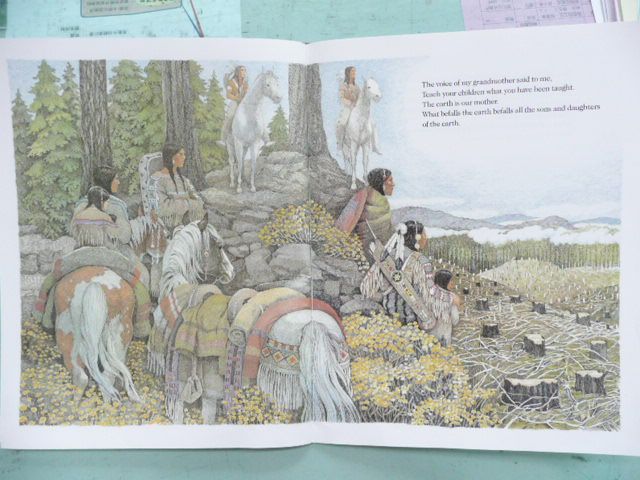 The voice of my grandmother said to me,
Teach your children what you have been taught.
The earth is our mother.
What befalls the earth befalls all the sons and daughters
of the earth.